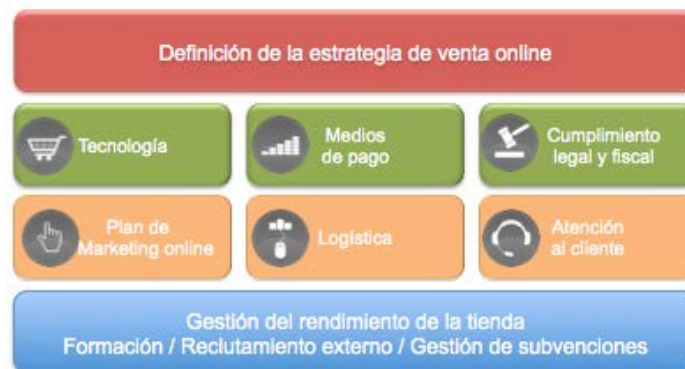 Definición de la estrategia de venta online
Tecnología
Medios
de pago
Cumplimiento
legal y fiscal
Plan de
Marketing online
Logística
Atención
al cliente
Gestión del rendimiento de la tienda
Formación / Reclutamiento externo / Gestión de subvenciones